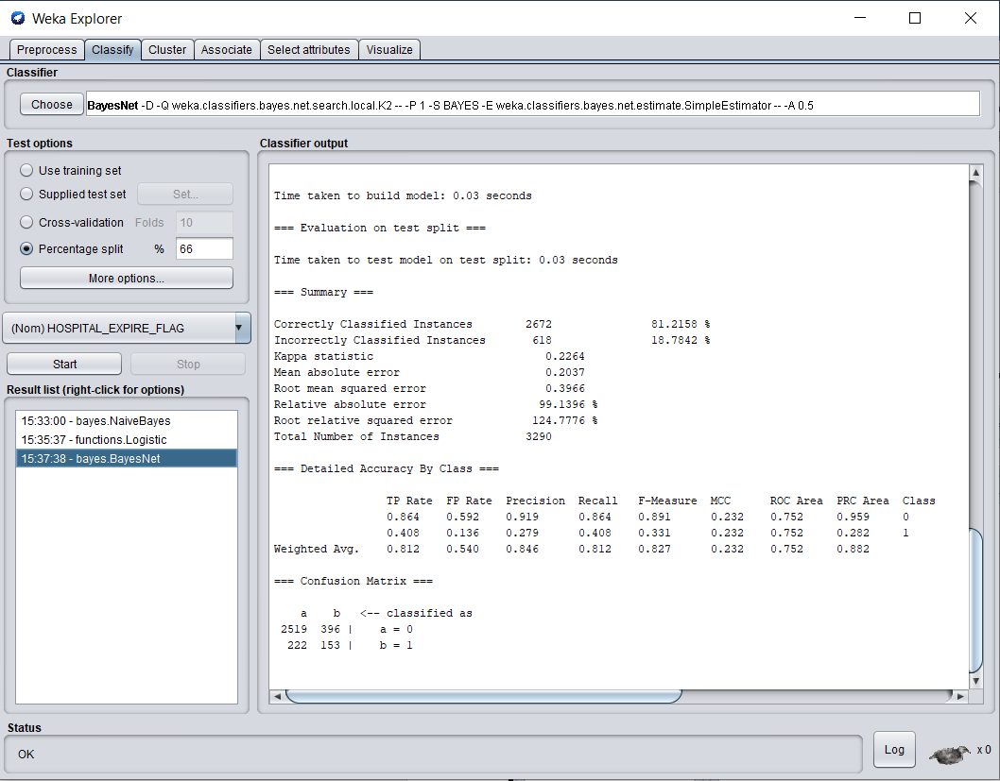 Weka Explorer
Preprocess Classify Cluster Associate Select attributes Visualize
Classifier
Choose BayesNet -D -Q weka.classifiers.bayes.net.search.local.K2 -- -P 1 -S BAYES -E weka.classifiers.bayes.net.estimate.SimpleEstimator -- -A 0.5
Test options
Use training set
Supplied test set Set...
Cross-validation Folds 10
Percentage split % 66
More options...
(Nom) HOSPITAL_EXPIRE_FLAG
Start Stop
Result list (right-click for options)
15:33:00 - bayes.NaiveBayes
15:35:37 - functions.Logistic
15:37:38 - bayes.BayesNet
Classifier output
Time taken to build model: 0.03 seconds
=== Evaluation on test split ===
Time taken to test model on test split: 0.03 seconds
=== Summary ===
Correctly Classified Instances 2672 81.2158 %
Incorrectly Classified Instances 618 18.7842 %
Kappa statistic 0.2264
Mean absolute error 0.2037
Root mean squared error 0.3966
Relative absolute error 99.1396 %
Root relative squared error 124.7776 %
Total Number of Instances 3290
=== Detailed Accuracy By Class ===
TP Rate FP Rate Precision Recall F-Measure MCC ROC Area PRC Area Class
0.864 0.592 0.919 0.864 0.891 0.232 0.752 0.959 0
0.408 0.136 0.279 0.408 0.331 0.232 0.752 0.282 1
Weighted Avg. 0.812 0.540 0.846 0.812 0.827 0.232 0.752 0.882
=== Confusion Matrix ===
a b <-- classified as
2519 396 | a = 0
222 153 | b = 1
Status
OK
Log x 0